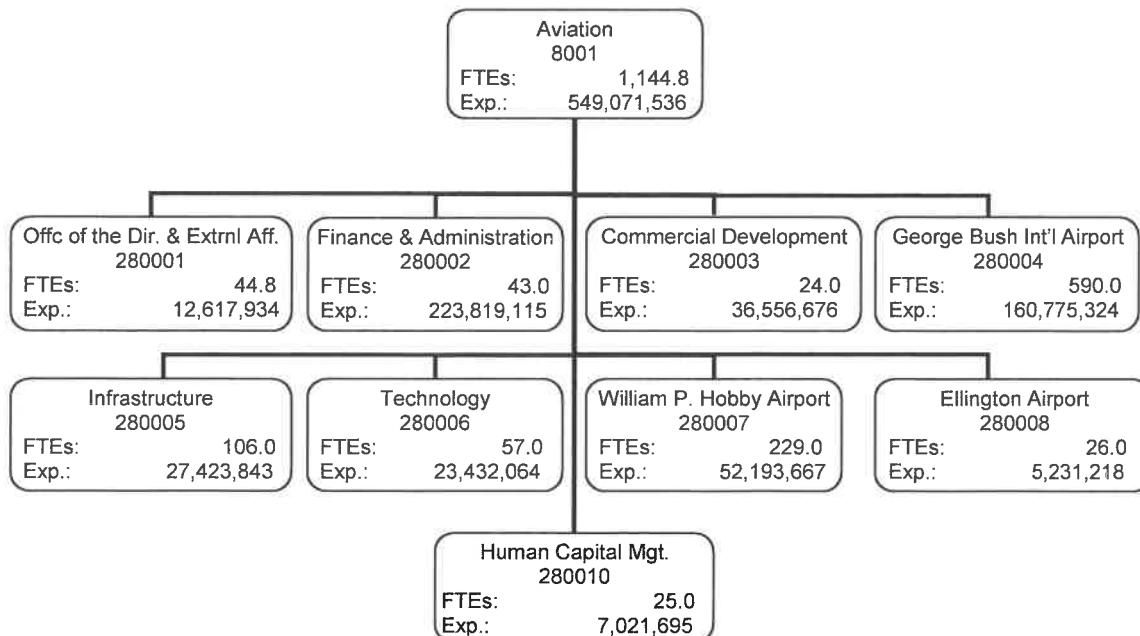 Aviation
8001
FTEs: 1,144.8
Exp.: 549,071,536
Offc of the Dir. & Extrnl Aff.
280001
FTEs: 44.8
Exp.: 12,617,934
Finance & Administration
280002
FTEs: 43.0
Exp.: 223,819,115
Commercial Development
280003
FTEs: 24.0
Exp.: 36,556,676
George Bush Int'l Airport
280004
FTEs: 590.0
Exp.: 160,775,324
Infrastructure
280005
FTEs: 106.0
Exp.: 27,423,843
Technology
280006
FTEs: 57.0
Exp.: 23,432,064
William P. Hobby Airport
280007
FTEs: 229.0
Exp.: 52,193,667
Ellington Airport
280008
FTEs: 26.0
Exp.: 5,231,218
Human Capital Mgt.
280010
FTEs: 25.0
Exp.: 7,021,695